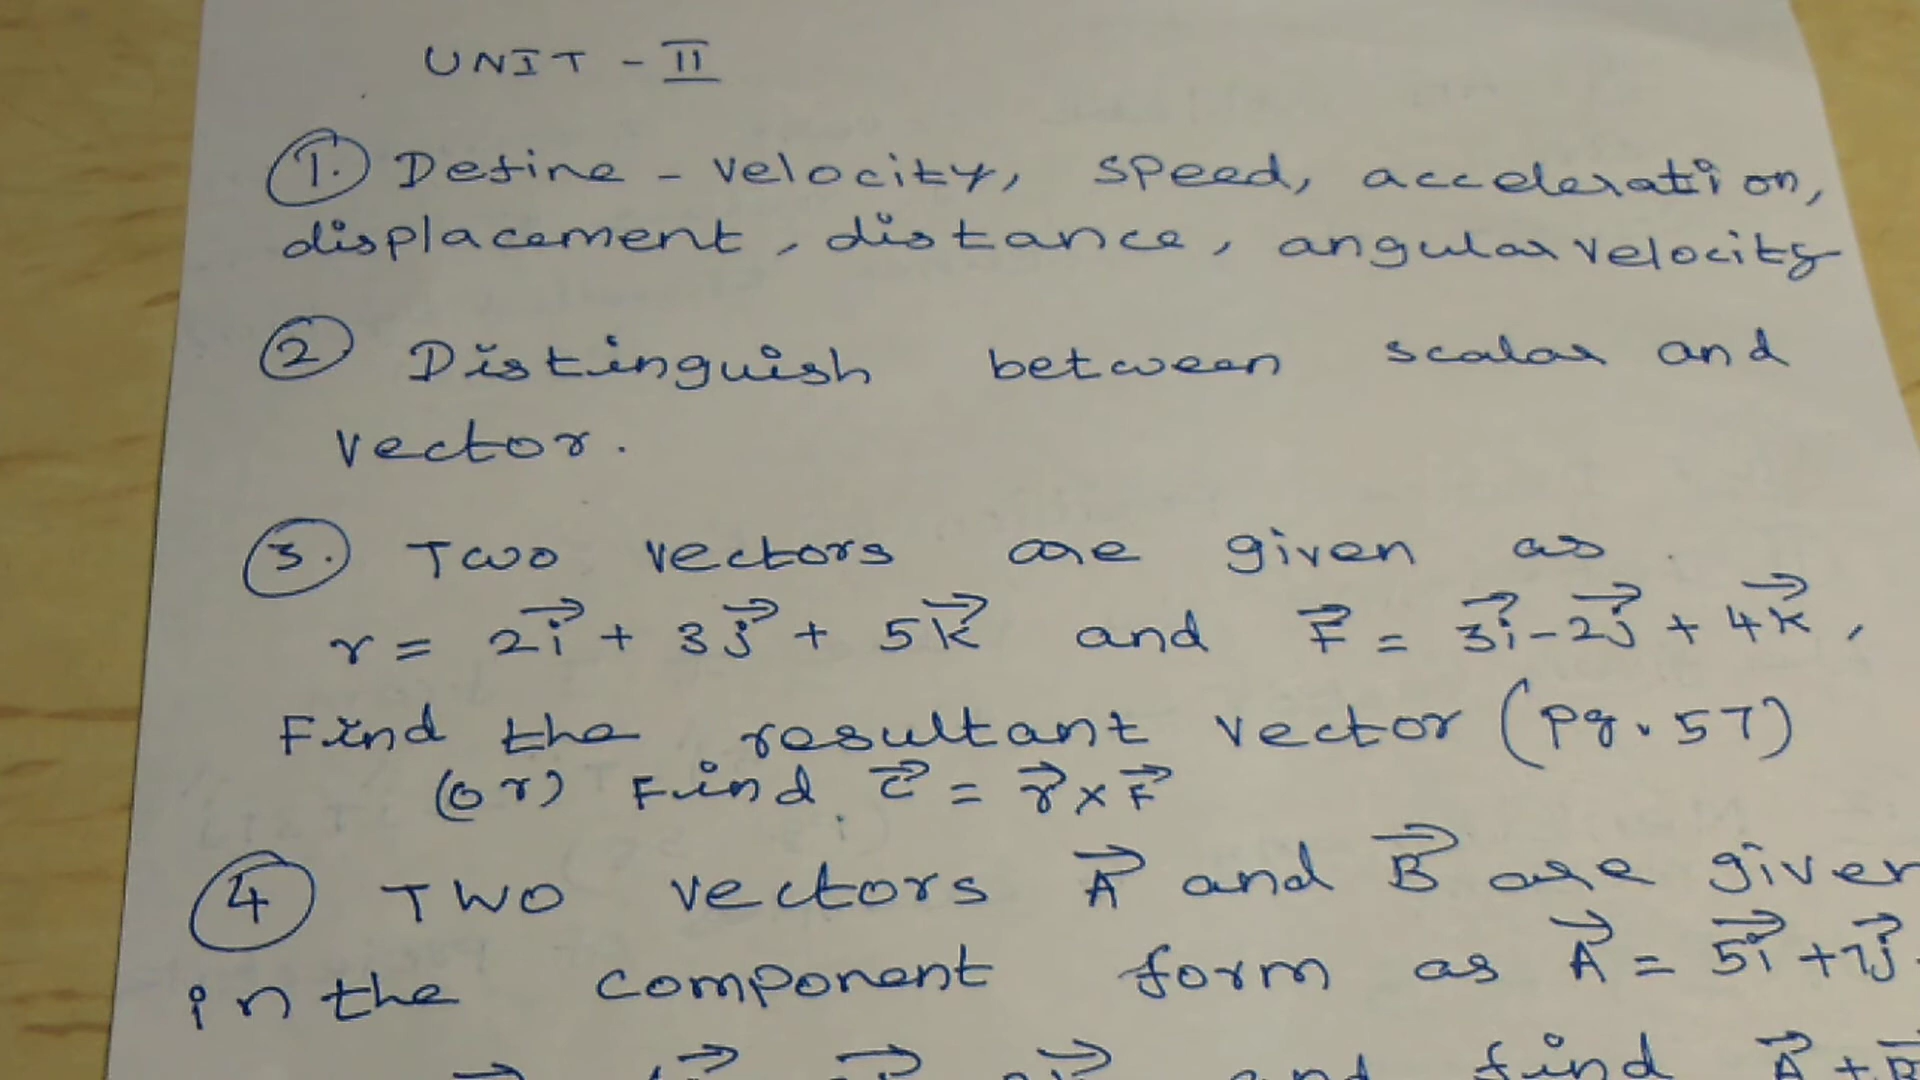 UNIT - II
1. Define - velocity, speed, acceleration,
displacement, distance, angular velocity
2 Distinguish between scalar and
vector.
3. Two vectors are given as
r = 2i⃗ + 3j⃗ + 5k⃗ and F⃗ = 3i⃗ - 2j⃗ + 4k⃗,
Find the resultant vector (pg. 57)
(or) Find τ⃗ = r⃗ × F⃗
4 Two vectors A⃗ and B⃗ are given
in the component form as A⃗ = 5i⃗ + 7j⃗
and find A⃗ + B⃗